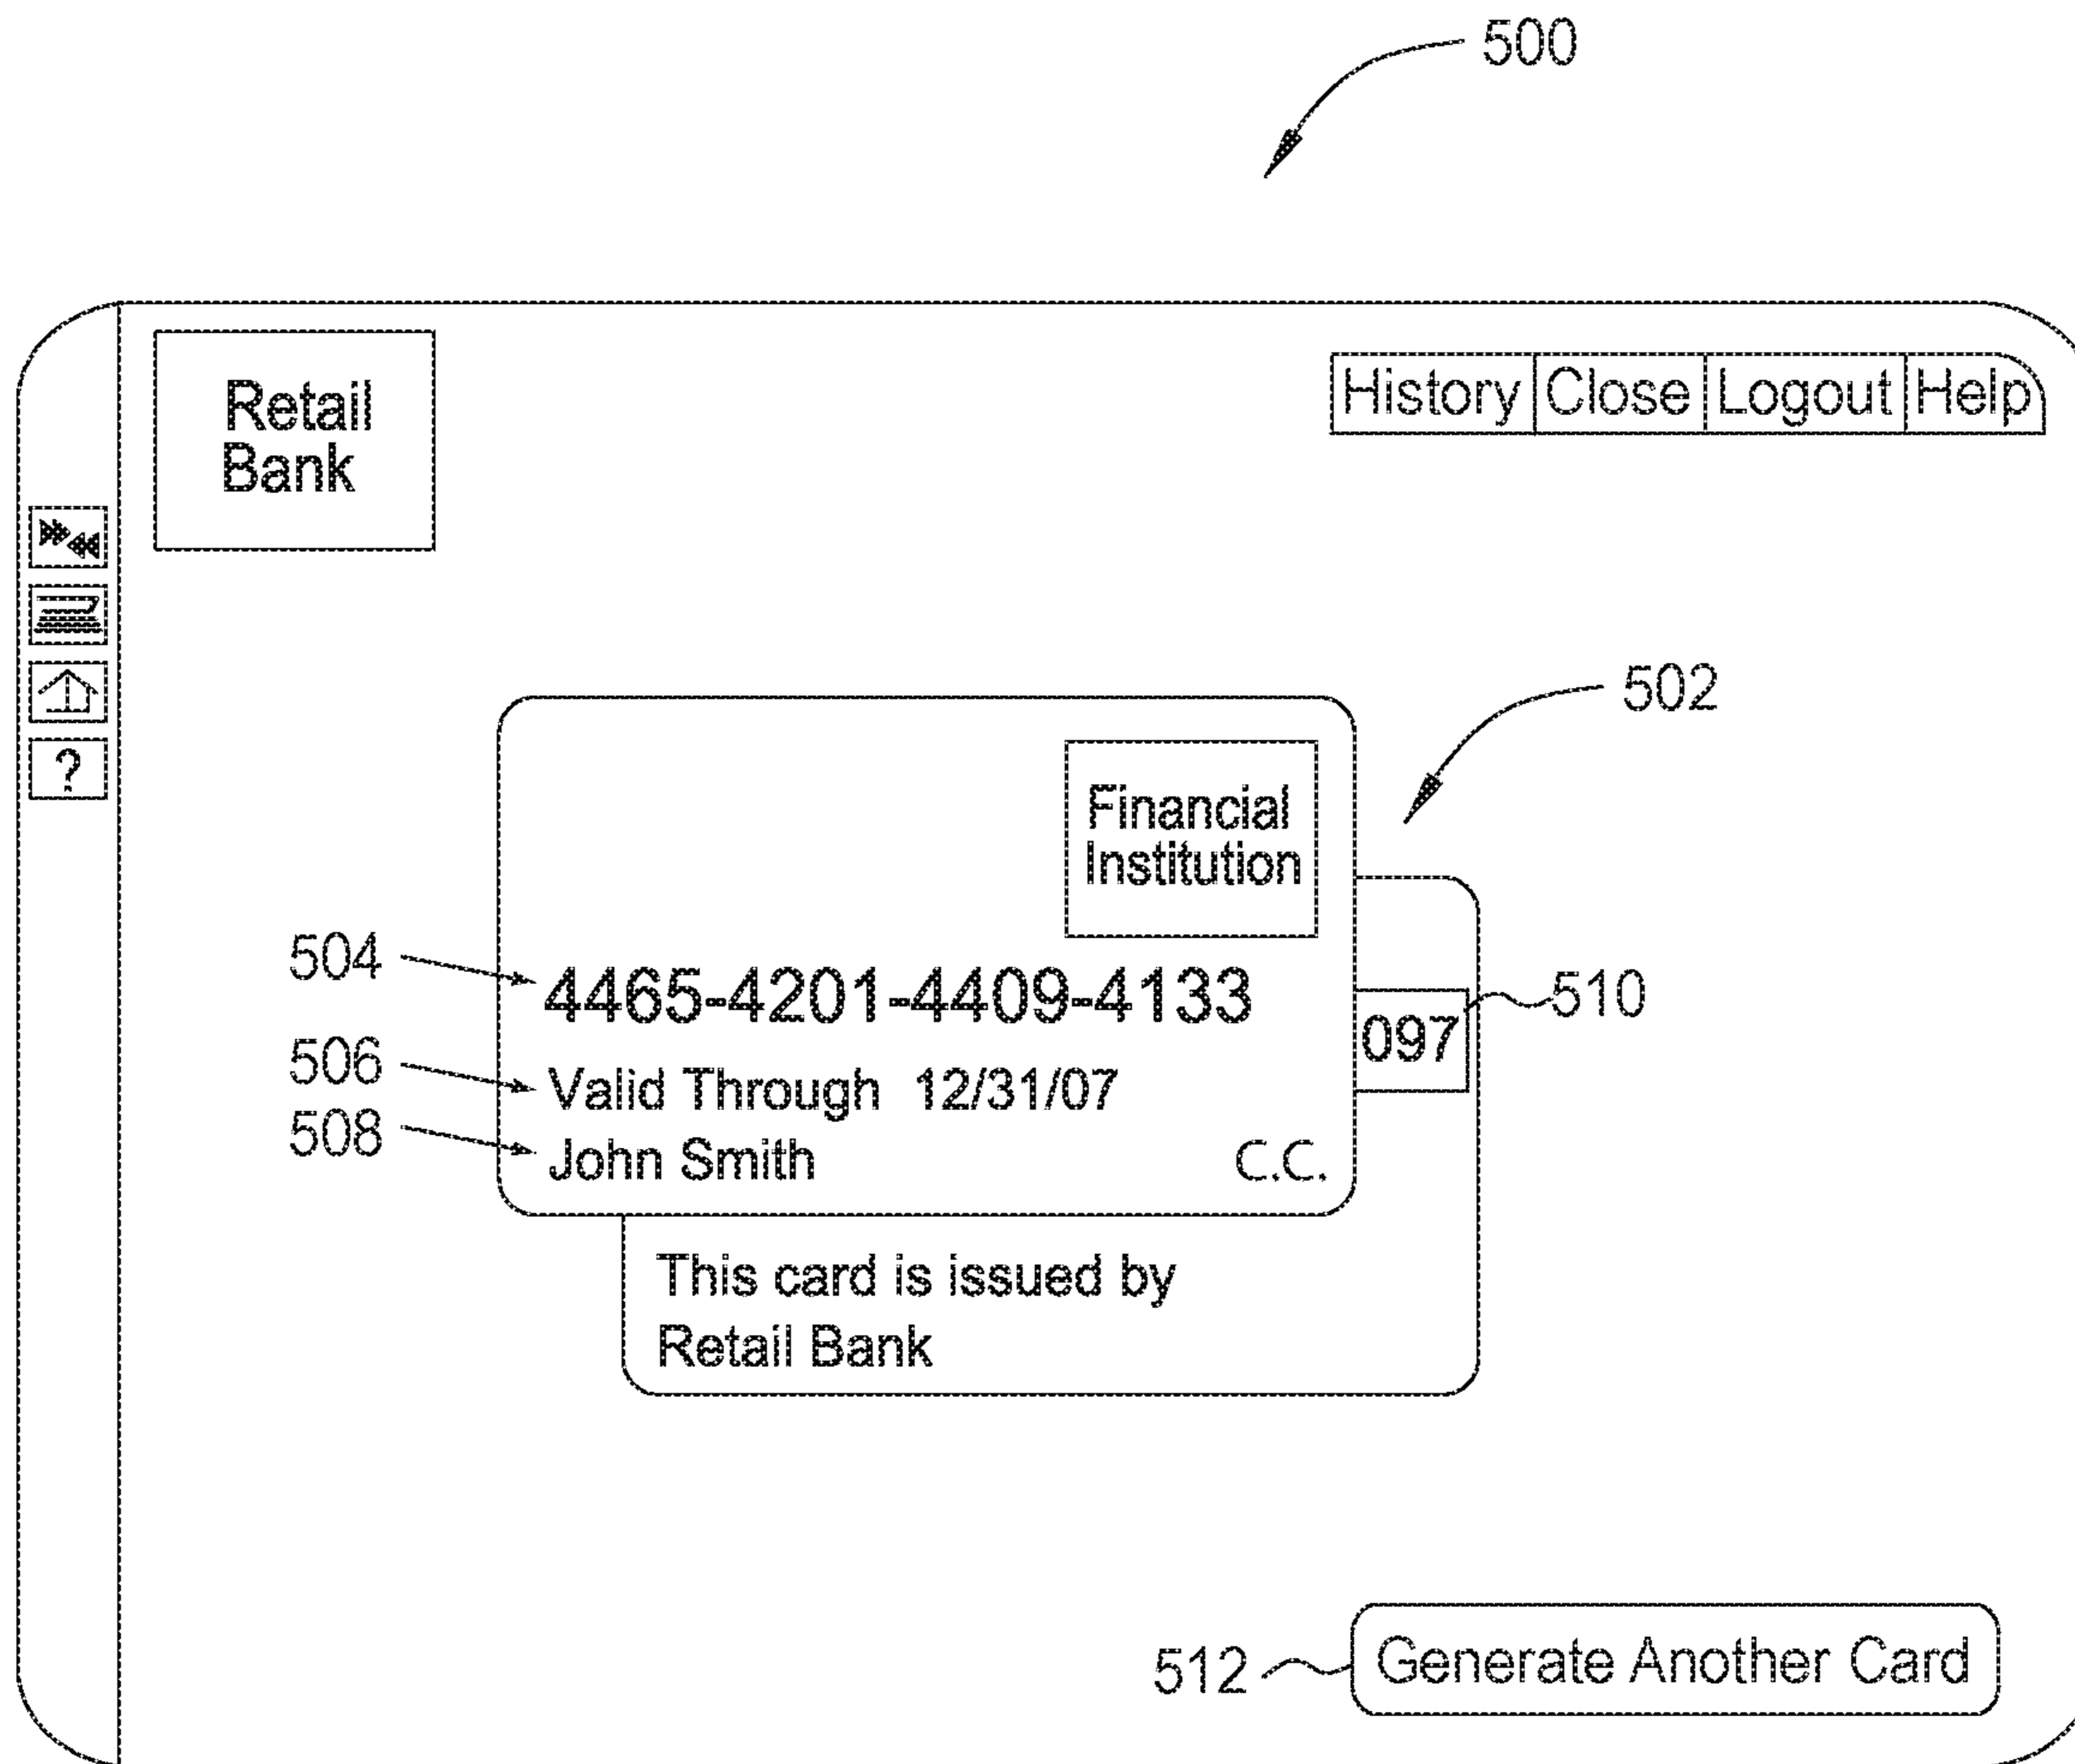 500
Retail
Bank
History Close Logout Help
?
502
Financial
Institution
504
4465-4201-4409-4133
510
097
506
Valid Through 12/31/07
508
John Smith
C.C.
This card is issued by
Retail Bank
512
Generate Another Card